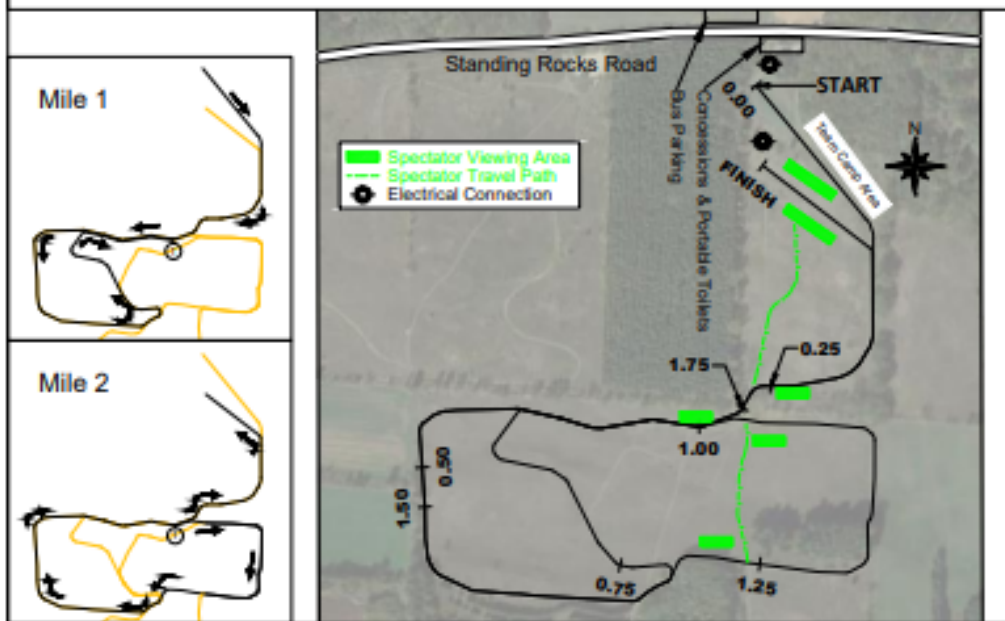 Mile 1
Mile 2
Standing Rocks Road
Spectator Viewing Area
Spectator Travel Path
Electrical Connection
Bus Parking
Concessions & Portable Toilets
START
0.00
Team Camp Area
N
FINISH
1.75
0.25
1.00
0.50
1.50
0.75
1.25